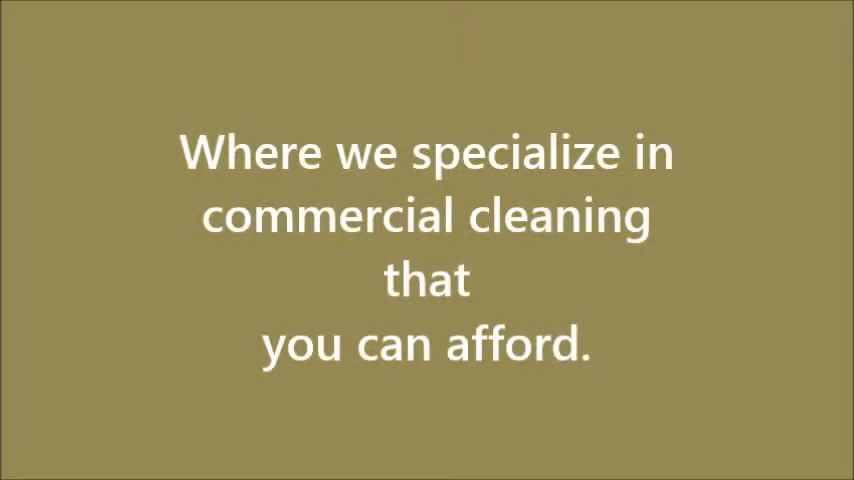 Where we specialize in
commercial cleaning
that
you can afford.